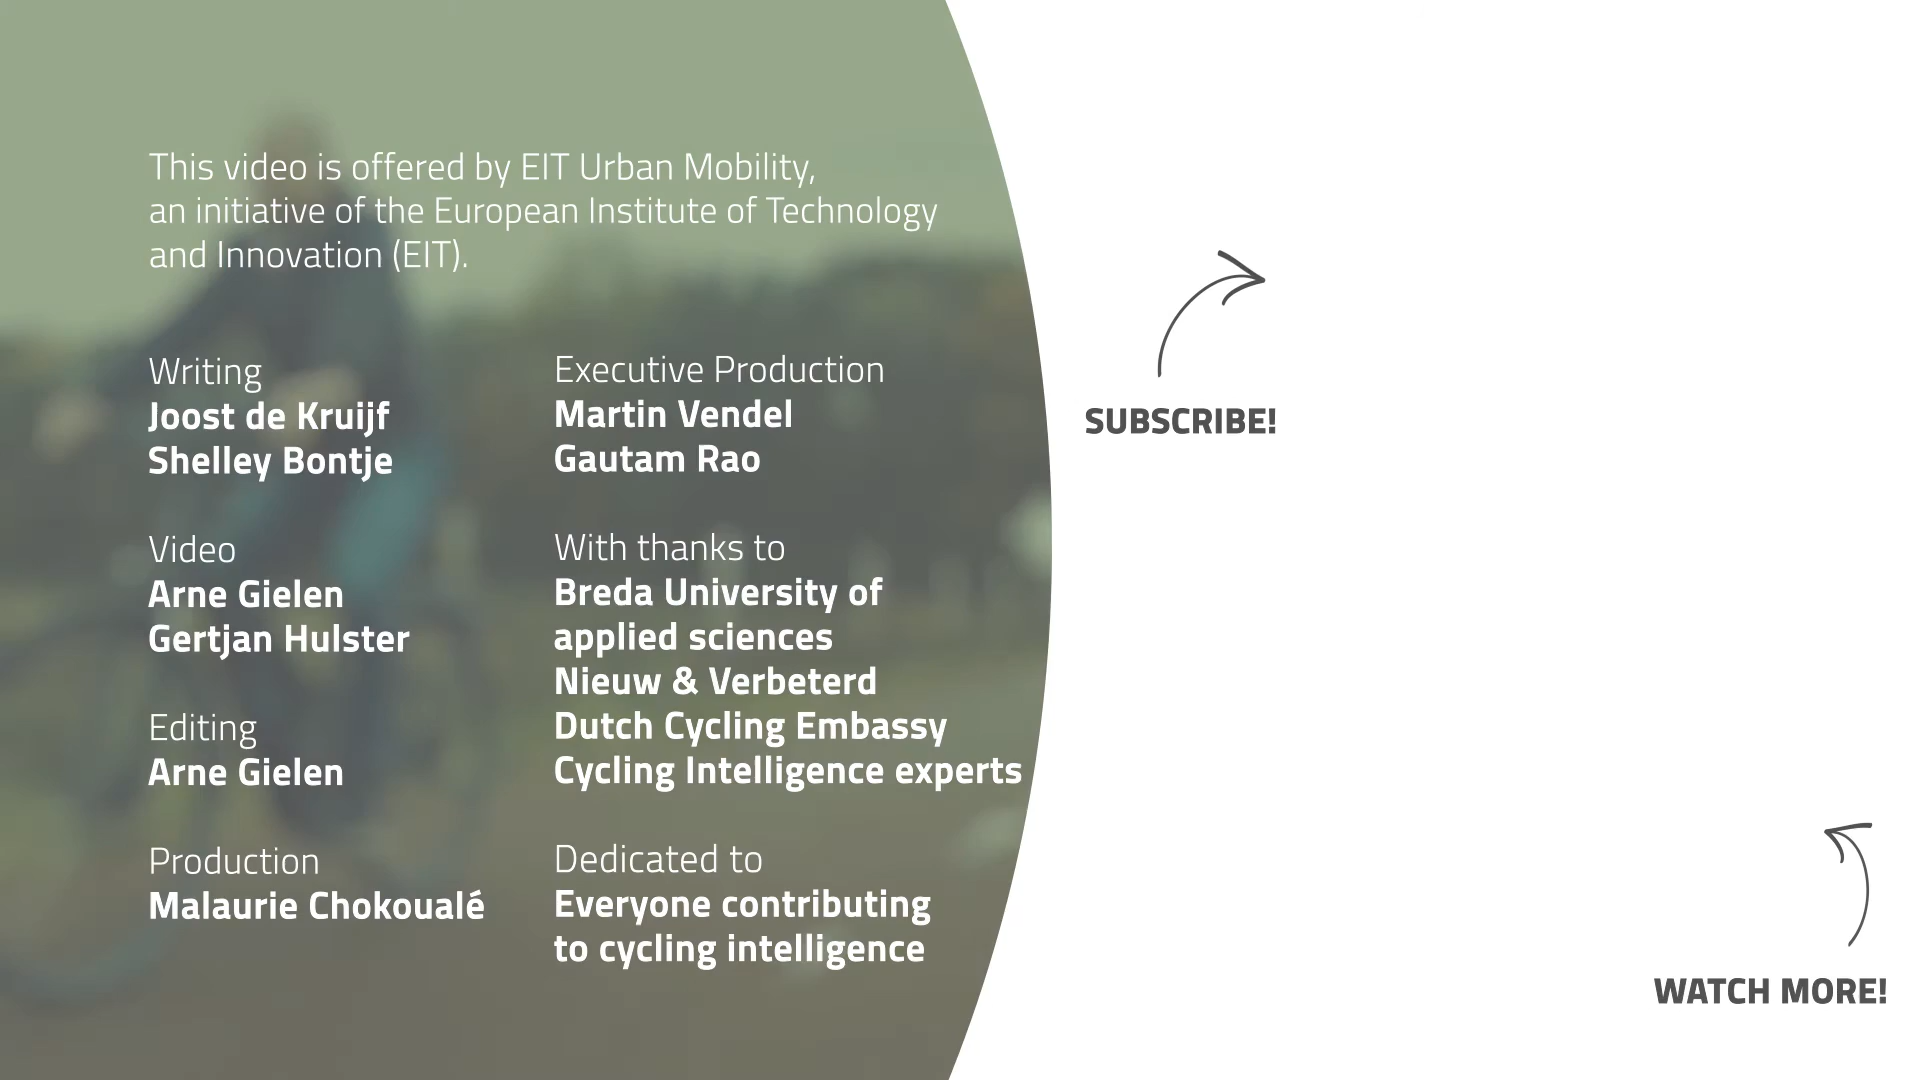 This video is offered by EIT Urban Mobility,
an initiative of the European Institute of Technology
and Innovation (EIT).
Writing
Joost de Kruijf
Shelley Bontje
Video
Arne Gielen
Gertjan Hulster
Editing
Arne Gielen
Production
Malaurie Chokoualé
Executive Production
Martin Vendel
Gautam Rao
With thanks to
Breda University of
applied sciences
Nieuw & Verbeterd
Dutch Cycling Embassy
Cycling Intelligence experts
Dedicated to
Everyone contributing
to cycling intelligence
SUBSCRIBE!
WATCH MORE!